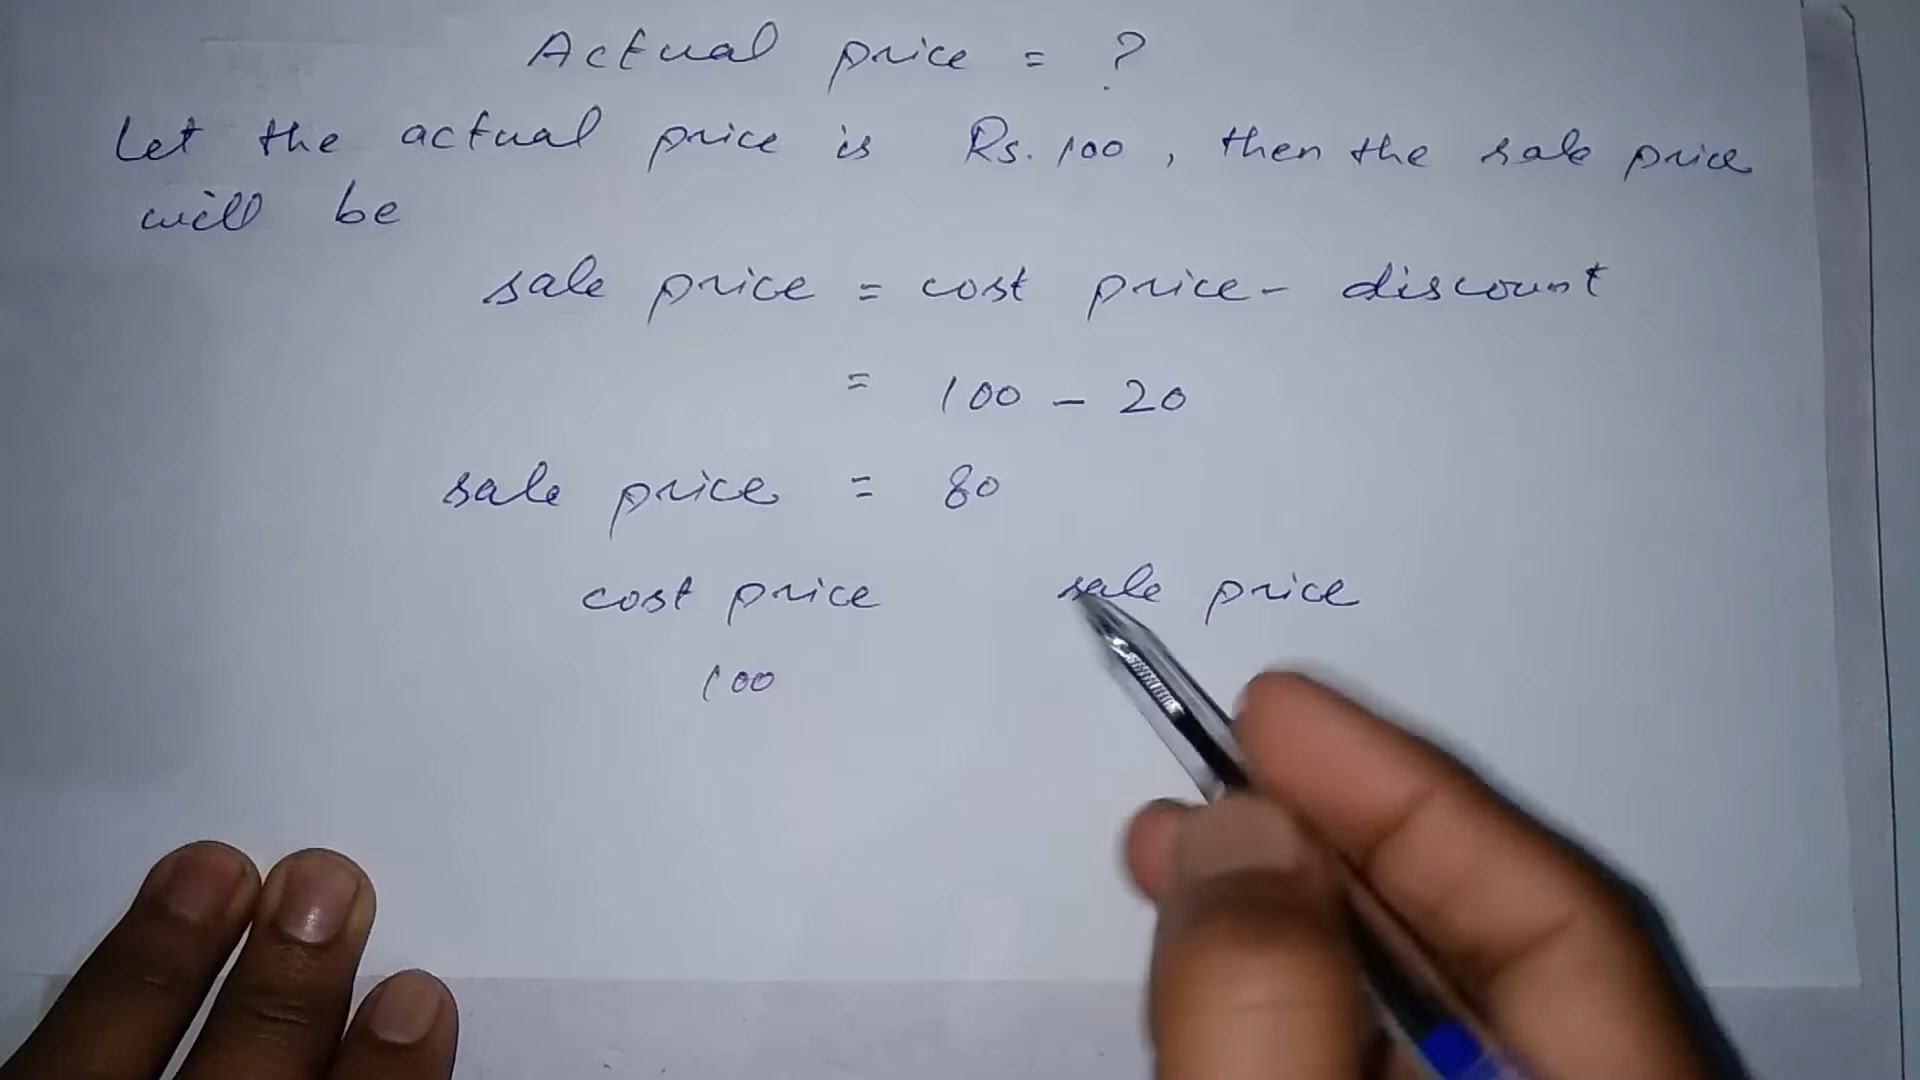 Actual price = ?
Let the actual price is Rs. 100, then the sale price
will be
sale price = cost price - discount
= 100 - 20
sale price = 80
cost price sale price
100